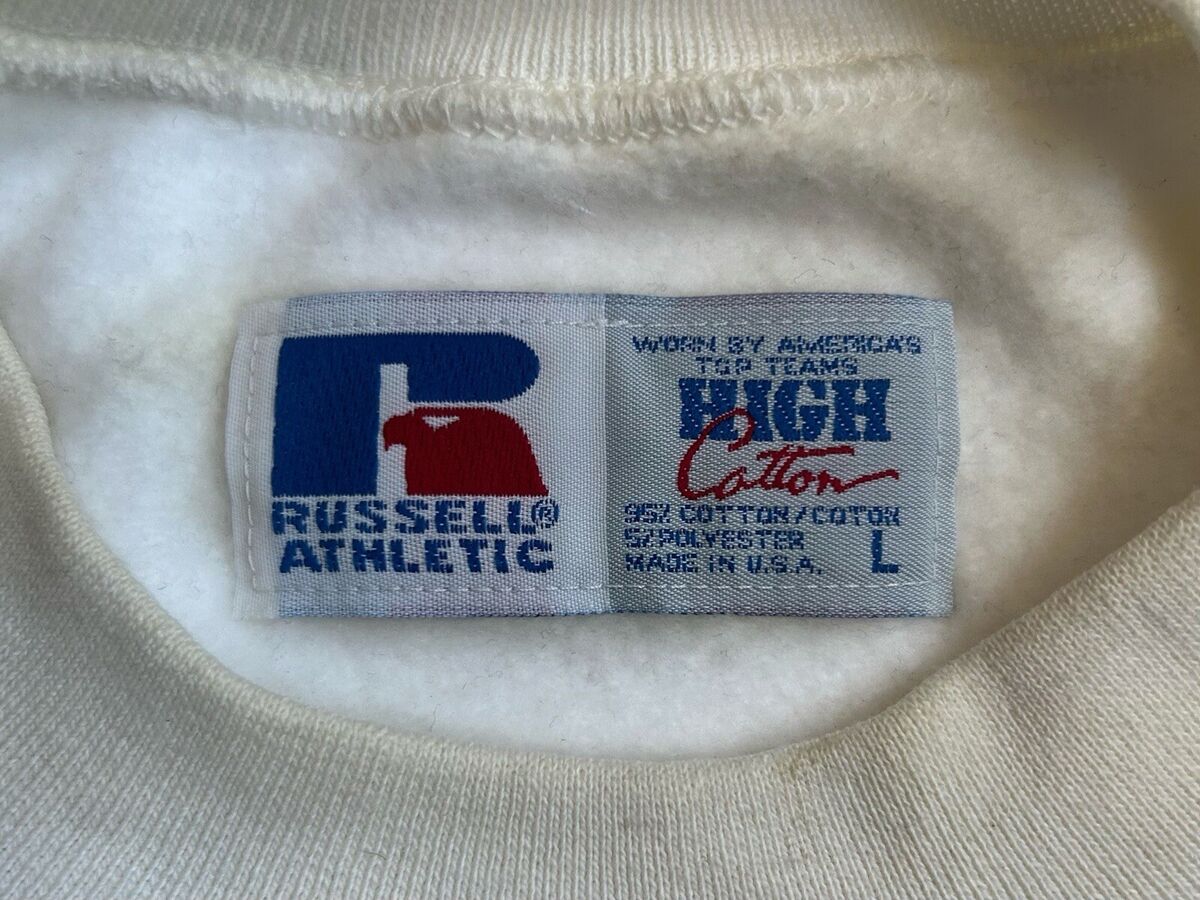 RUSSELL®
ATHLETIC
WORN BY AMERICA'S
TOP TEAMS
HIGH
Cotton
95% COTTON/COTON
5% POLYESTER
MADE IN U.S.A. L